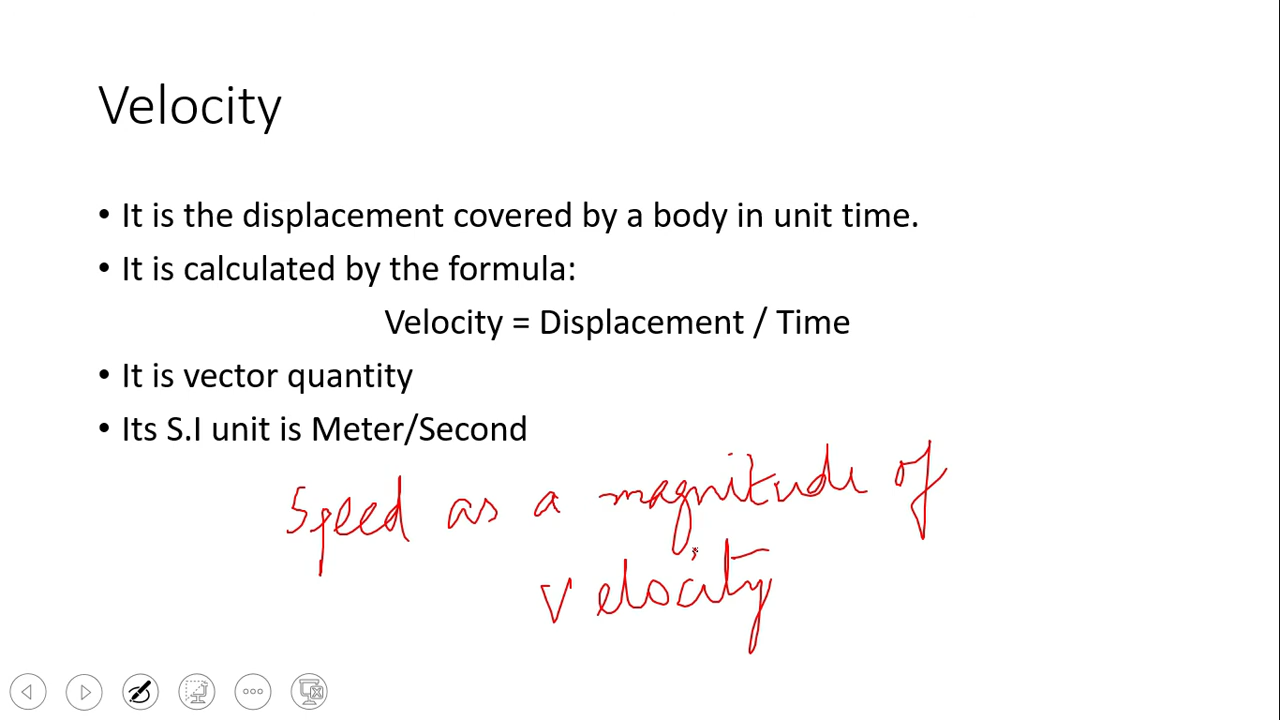 Velocity
• It is the displacement covered by a body in unit time.
• It is calculated by the formula:
Velocity = Displacement / Time
• It is vector quantity
• Its S.I unit is Meter/Second
Speed as a magnitude of
Velocity